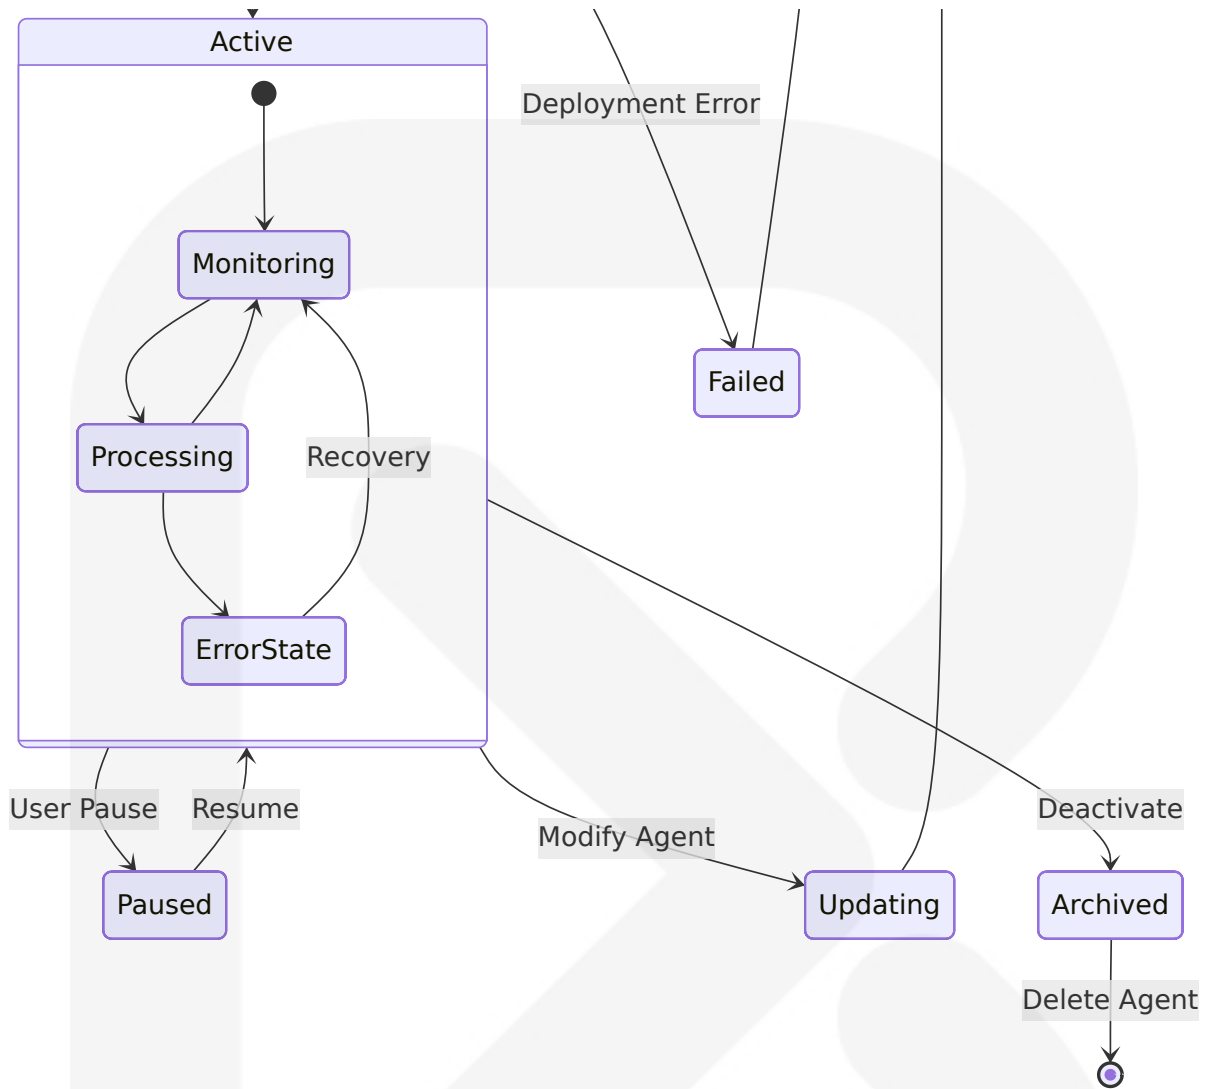 Active
Deployment Error
Monitoring
Failed
Processing
Recovery
ErrorState
User Pause
Resume
Modify Agent
Deactivate
Paused
Updating
Archived
Delete Agent